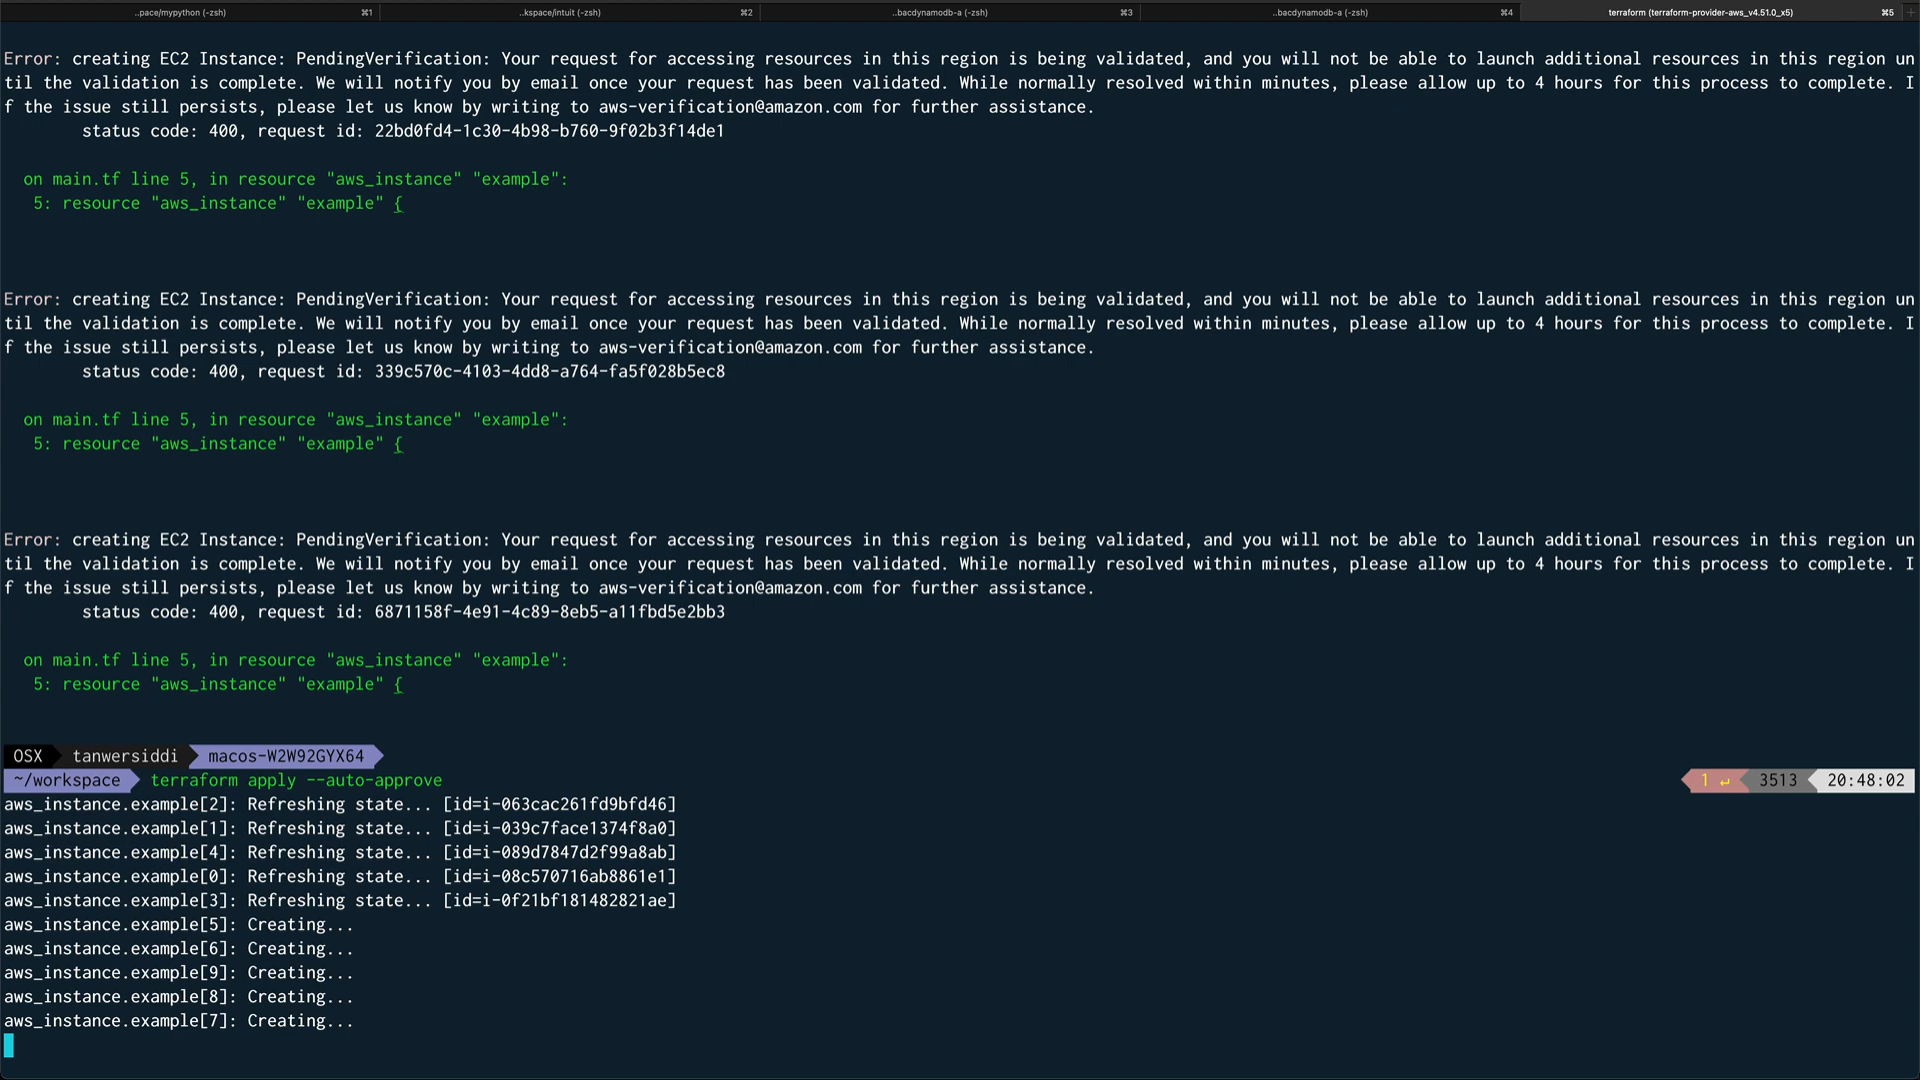 ..pace/mypython (-zsh) ⌘1 ..kspace/intuit (-zsh) ⌘2 ..bacdynamodb-a (-zsh) ⌘3 ..bacdynamodb-a (-zsh) ⌘4 terraform (terraform-provider-aws_v4.51.0_x5) ⌘5 +
Error: creating EC2 Instance: PendingVerification: Your request for accessing resources in this region is being validated, and you will not be able to launch additional resources in this region un
til the validation is complete. We will notify you by email once your request has been validated. While normally resolved within minutes, please allow up to 4 hours for this process to complete. I
f the issue still persists, please let us know by writing to aws-verification@amazon.com for further assistance.
status code: 400, request id: 22bd0fd4-1c30-4b98-b760-9f02b3f14de1
on main.tf line 5, in resource "aws_instance" "example":
5: resource "aws_instance" "example" {
Error: creating EC2 Instance: PendingVerification: Your request for accessing resources in this region is being validated, and you will not be able to launch additional resources in this region un
til the validation is complete. We will notify you by email once your request has been validated. While normally resolved within minutes, please allow up to 4 hours for this process to complete. I
f the issue still persists, please let us know by writing to aws-verification@amazon.com for further assistance.
status code: 400, request id: 339c570c-4103-4dd8-a764-fa5f028b5ec8
on main.tf line 5, in resource "aws_instance" "example":
5: resource "aws_instance" "example" {
Error: creating EC2 Instance: PendingVerification: Your request for accessing resources in this region is being validated, and you will not be able to launch additional resources in this region un
til the validation is complete. We will notify you by email once your request has been validated. While normally resolved within minutes, please allow up to 4 hours for this process to complete. I
f the issue still persists, please let us know by writing to aws-verification@amazon.com for further assistance.
status code: 400, request id: 6871158f-4e91-4c89-8eb5-a11fbd5e2bb3
on main.tf line 5, in resource "aws_instance" "example":
5: resource "aws_instance" "example" {
OSX tanwersiddi macos-W2W92GYX64
~/workspace terraform apply --auto-approve 1 ↵ 3513 20:48:02
aws_instance.example[2]: Refreshing state... [id=i-063cac261fd9bfd46]
aws_instance.example[1]: Refreshing state... [id=i-039c7face1374f8a0]
aws_instance.example[4]: Refreshing state... [id=i-089d7847d2f99a8ab]
aws_instance.example[0]: Refreshing state... [id=i-08c570716ab8861e1]
aws_instance.example[3]: Refreshing state... [id=i-0f21bf181482821ae]
aws_instance.example[5]: Creating...
aws_instance.example[6]: Creating...
aws_instance.example[9]: Creating...
aws_instance.example[8]: Creating...
aws_instance.example[7]: Creating...